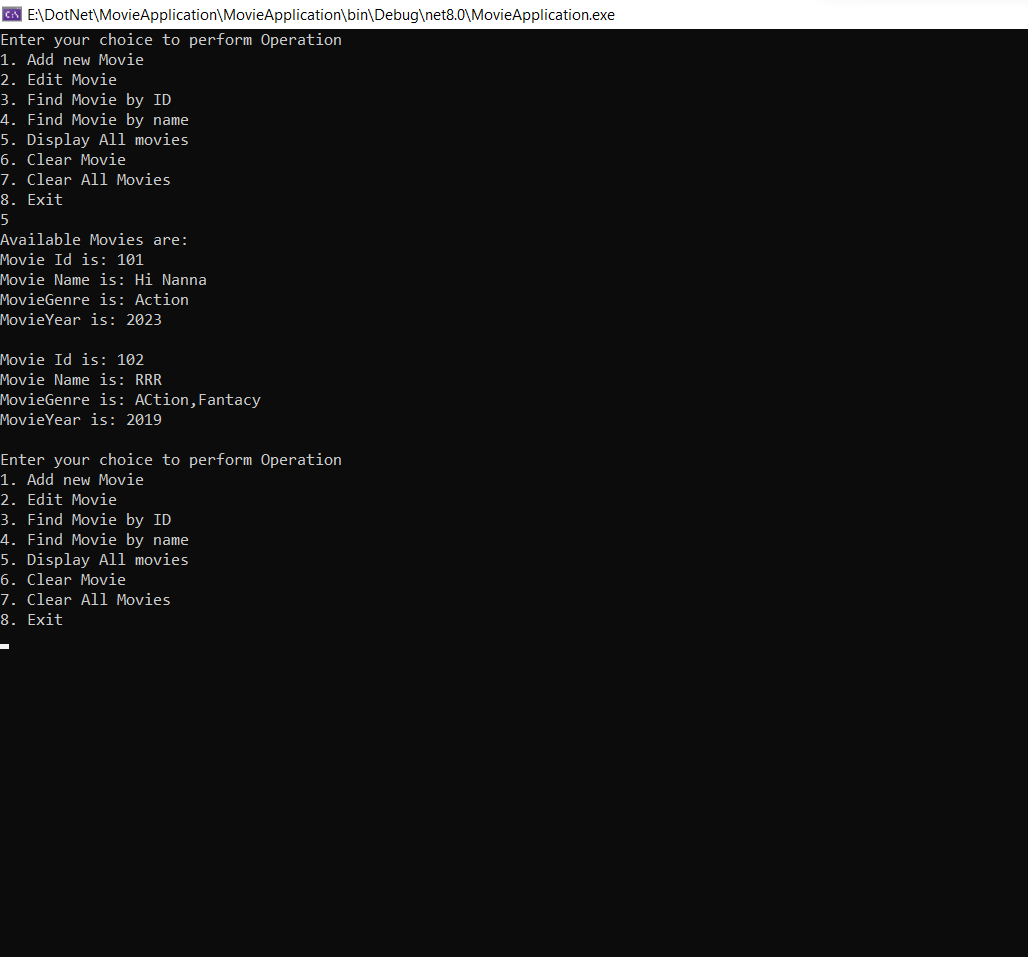 E:\DotNet\MovieApplication\MovieApplication\bin\Debug\net8.0\MovieApplication.exe
Enter your choice to perform Operation
1. Add new Movie
2. Edit Movie
3. Find Movie by ID
4. Find Movie by name
5. Display All movies
6. Clear Movie
7. Clear All Movies
8. Exit
5
Available Movies are:
Movie Id is: 101
Movie Name is: Hi Nanna
MovieGenre is: Action
MovieYear is: 2023
Movie Id is: 102
Movie Name is: RRR
MovieGenre is: ACtion,Fantacy
MovieYear is: 2019
Enter your choice to perform Operation
1. Add new Movie
2. Edit Movie
3. Find Movie by ID
4. Find Movie by name
5. Display All movies
6. Clear Movie
7. Clear All Movies
8. Exit